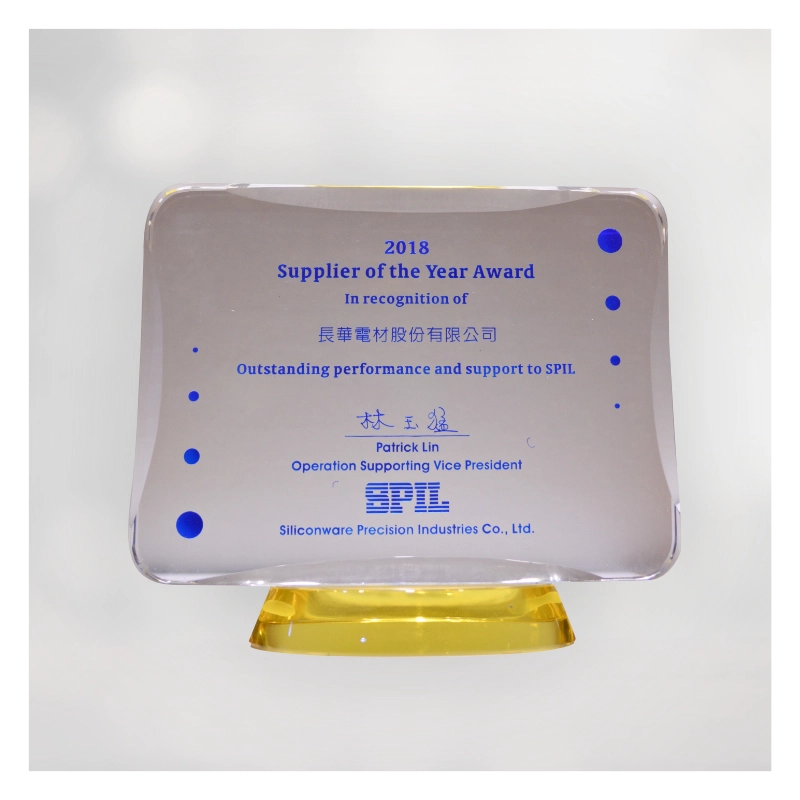 2018
Supplier of the Year Award
In recognition of
長華電材股份有限公司
Outstanding performance and support to SPIL
林玉猛
Patrick Lin
Operation Supporting Vice President
SPIL
Siliconware Precision Industries Co., Ltd.